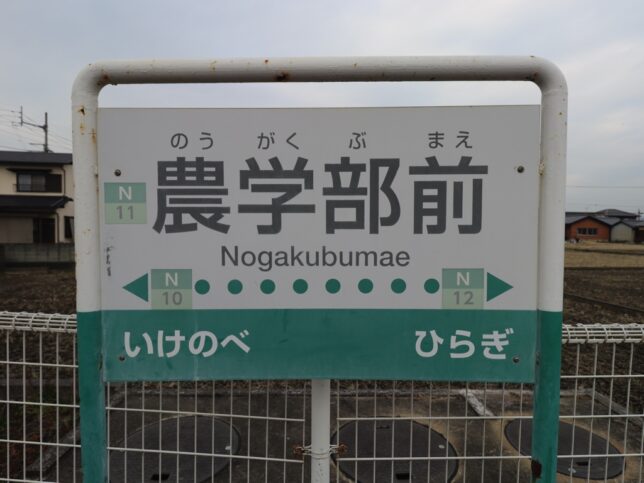 のう がく ぶ まえ
N 11 農学部前
Nogakubumae
N 10 N 12
いけのべ ひらぎ